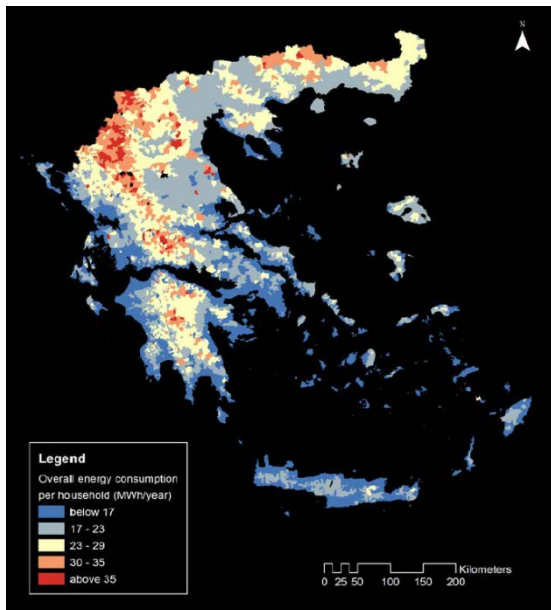 N
Legend
Overall energy consumption
per household (MWh/year)
below 17
17 - 23
23 - 29
30 - 35
above 35
Kilometers
0 25 50 100 150 200